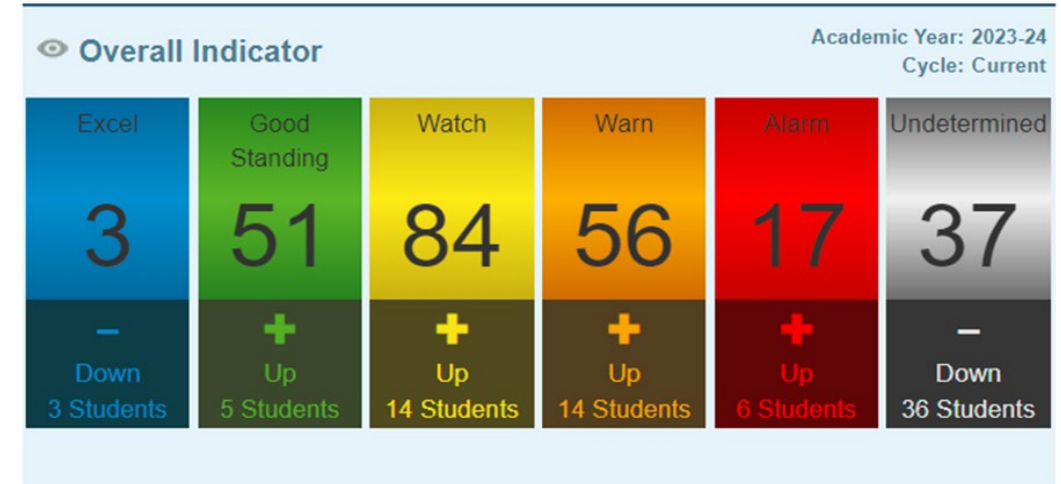 Overall Indicator
Academic Year: 2023-24
Cycle: Current
Excel
3
Down
3 Students
Good
Standing
51
Up
5 Students
Watch
84
Up
14 Students
Warn
56
Up
14 Students
Alarm
17
Up
6 Students
Undetermined
37
Down
36 Students